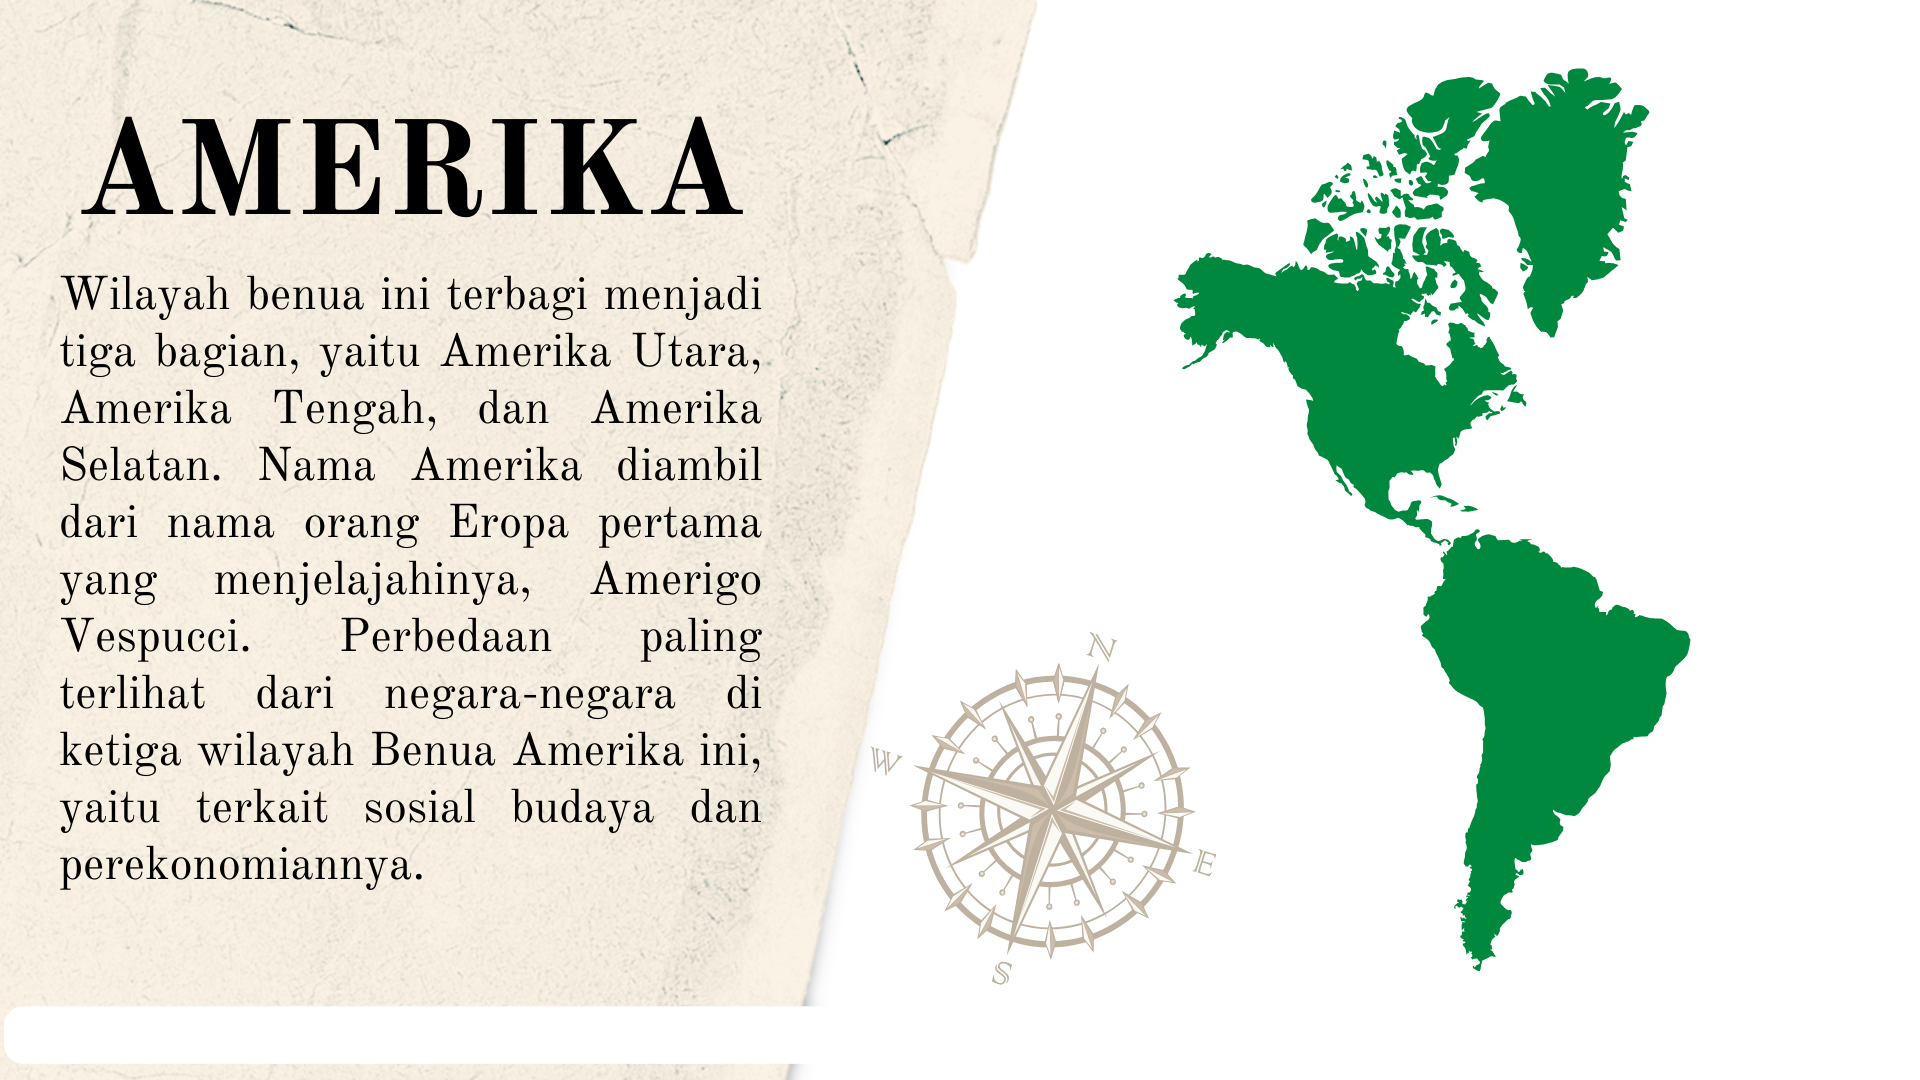 AMERIKA
Wilayah benua ini terbagi menjadi
tiga bagian, yaitu Amerika Utara,
Amerika Tengah, dan Amerika
Selatan. Nama Amerika diambil
dari nama orang Eropa pertama
yang menjelajahinya, Amerigo
Vespucci. Perbedaan paling
terlihat dari negara-negara di
ketiga wilayah Benua Amerika ini,
yaitu terkait sosial budaya dan
perekonomiannya.
N
W
E
S